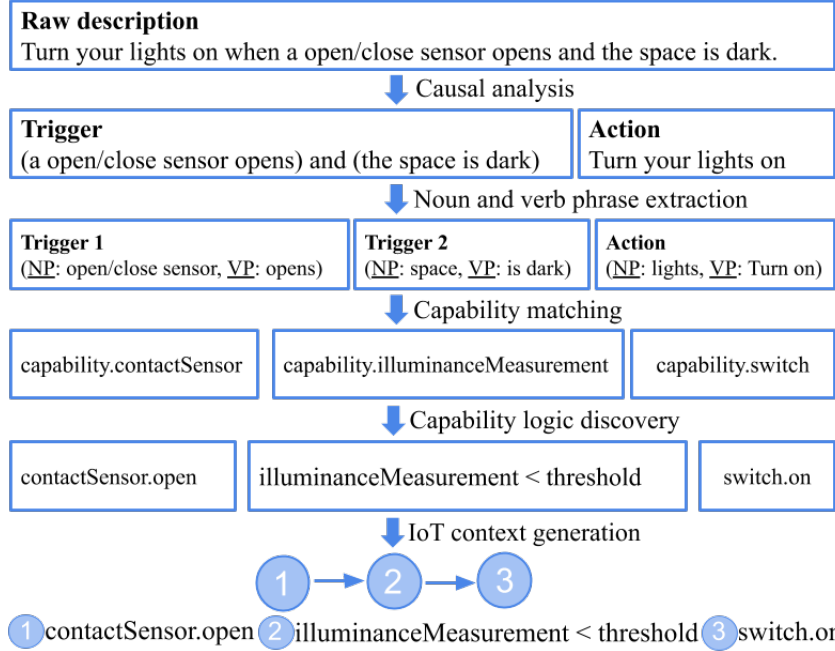 Raw description
Turn your lights on when a open/close sensor opens and the space is dark.
Causal analysis
Trigger
(a open/close sensor opens) and (the space is dark)
Action
Turn your lights on
Noun and verb phrase extraction
Trigger 1
(NP: open/close sensor, VP: opens)
Trigger 2
(NP: space, VP: is dark)
Action
(NP: lights, VP: Turn on)
Capability matching
capability.contactSensor
capability.illuminanceMeasurement
capability.switch
Capability logic discovery
contactSensor.open
illuminanceMeasurement < threshold
switch.on
IoT context generation
1 2 3
1 contactSensor.open 2 illuminanceMeasurement < threshold 3 switch.on